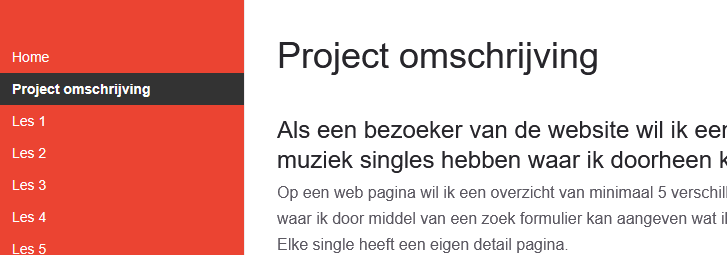 Home
Project omschrijving
Les 1
Les 2
Les 3
Les 4
Les 5
Project omschrijving
Als een bezoeker van de website wil ik
muziek singles hebben waar ik doorheen
Op een web pagina wil ik een overzicht van minimaal 5
waar ik door middel van een zoek formulier kan aangeven wat
Elke single heeft een eigen detail pagina.